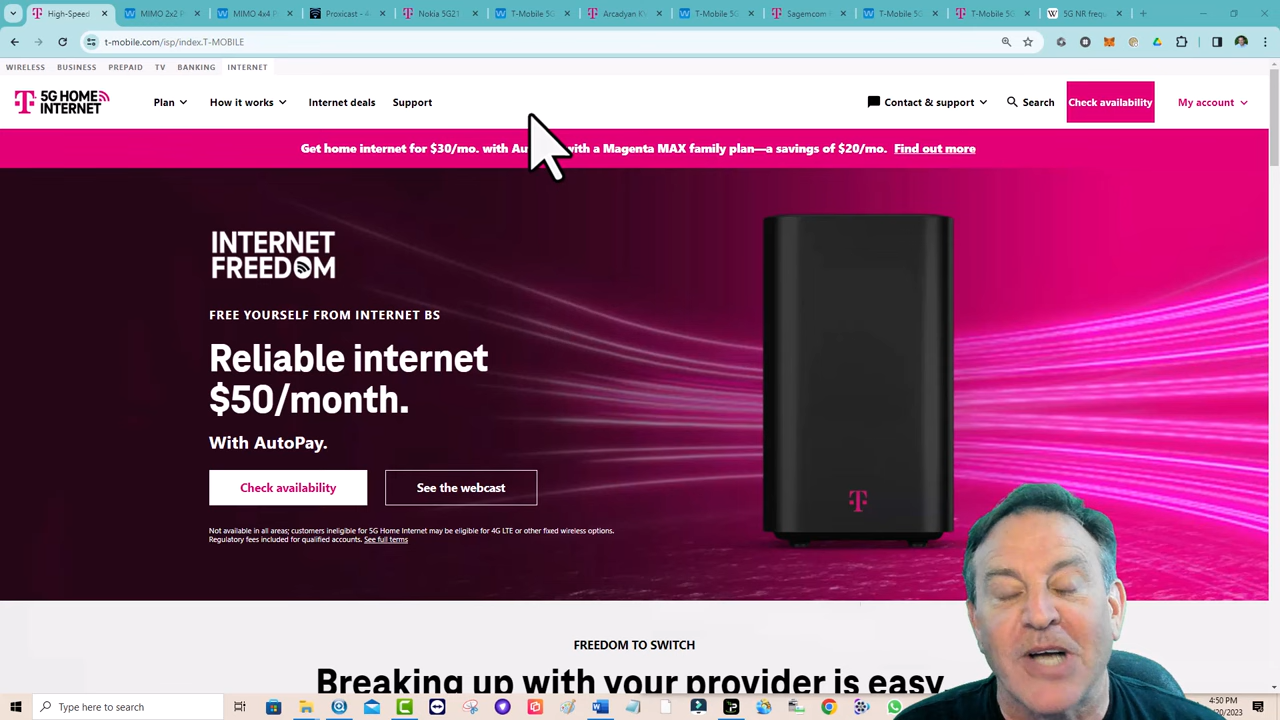 High-Speed
MIMO 2x2 P
MIMO 4x4 P
Proxicast - A
Nokia 5G21
T-Mobile 5G
Arcadyan K
T-Mobile 5G
Sagemcom
T-Mobile 5G
T-Mobile 5G
5G NR frequ
t-mobile.com/isp/index.T-MOBILE
WIRELESS BUSINESS PREPAID TV BANKING INTERNET
T 5G HOME
INTERNET
Plan How it works Internet deals Support
Contact & support Search Check availability My account
Get home internet for $30/mo. with with a Magenta MAX family plan—a savings of $20/mo. Find out more
INTERNET
FREEDOM
FREE YOURSELF FROM INTERNET BS
Reliable internet
$50/month.
With AutoPay.
Check availability See the webcast
Not available in all areas; customers ineligible for 5G Home Internet may be eligible for 4G LTE or other fixed wireless options.
Regulatory fees included for qualified accounts. See full terms
T
FREEDOM TO SWITCH
Breaking up with your provider is easy.
Type here to search
4:50 PM
/20/2023